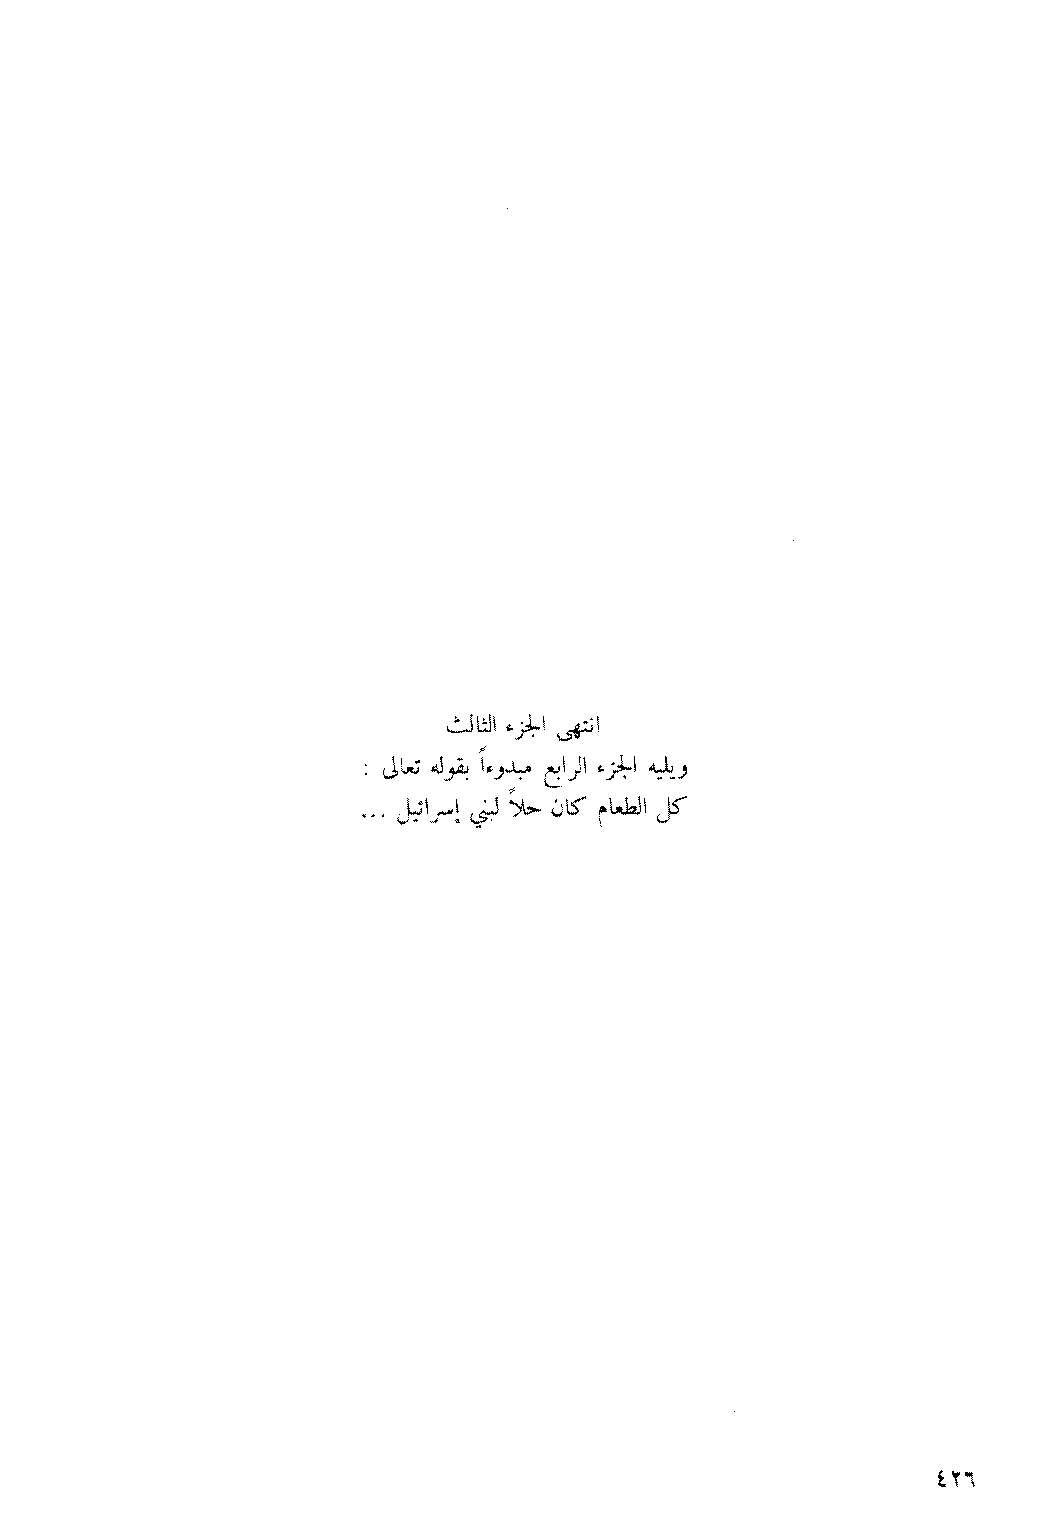 انتهى الجزء الثالث
ويليه الجزء الرابع مبدوءاً بقوله تعالى :
كل الطعام كان حلاً لبني إسرائيل ...
٤٢٦